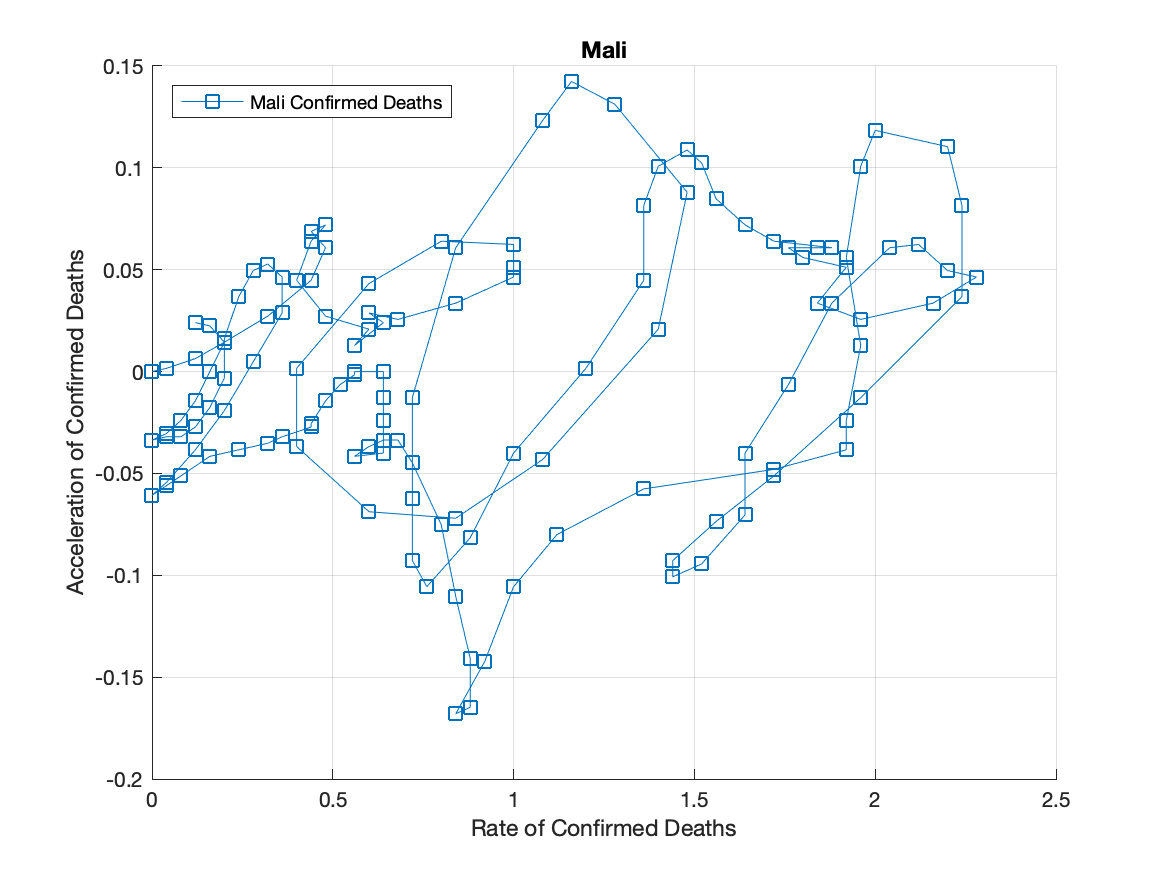 Mali
Mali Confirmed Deaths
0.15
0.1
0.05
0
-0.05
-0.1
-0.15
-0.2
Acceleration of Confirmed Deaths
0 0.5 1 1.5 2 2.5
Rate of Confirmed Deaths